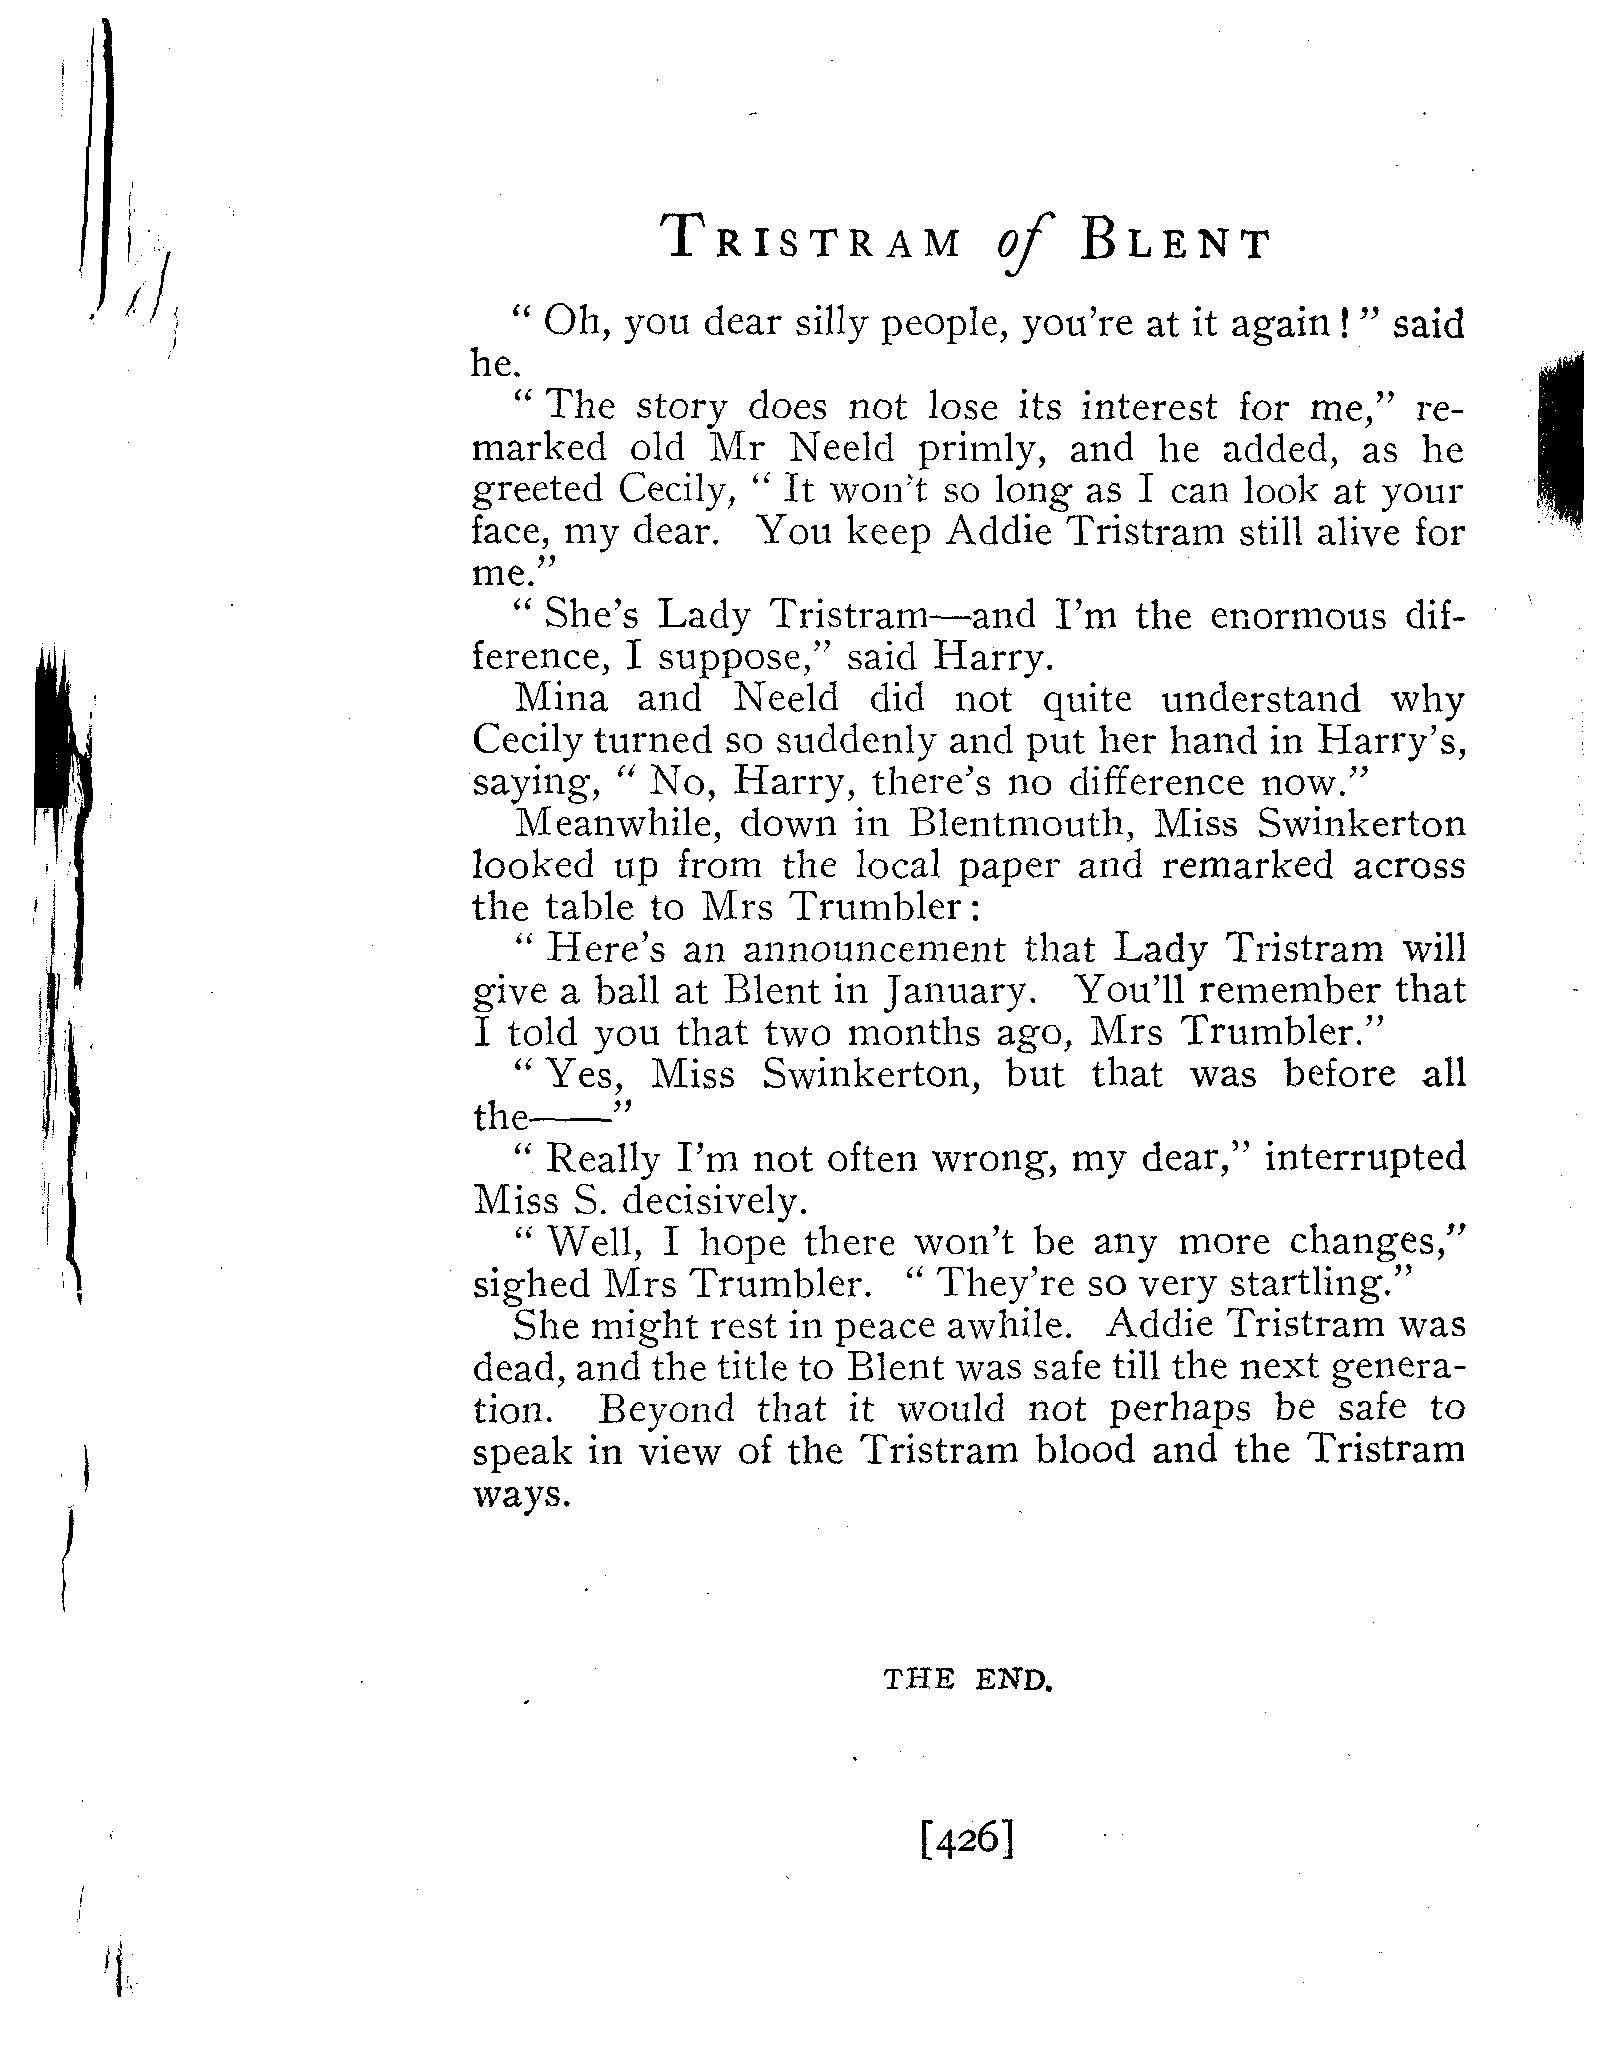 TRISTRAM of BLENT
“ Oh, you dear silly people, you're at it again ! ” said
he.
“ The story does not lose its interest for me,” re-
marked old Mr Neeld primly, and he added, as he
greeted Cecily, “ It won't so long as I can look at your
face, my dear. You keep Addie Tristram still alive for
me.”
“ She's Lady Tristram—and I'm the enormous dif-
ference, I suppose,” said Harry.
Mina and Neeld did not quite understand why
Cecily turned so suddenly and put her hand in Harry's,
saying, “ No, Harry, there's no difference now.”
Meanwhile, down in Blentmouth, Miss Swinkerton
looked up from the local paper and remarked across
the table to Mrs Trumbler :
“ Here's an announcement that Lady Tristram will
give a ball at Blent in January. You'll remember that
I told you that two months ago, Mrs Trumbler.”
“ Yes, Miss Swinkerton, but that was before all
the——”
“ Really I'm not often wrong, my dear,” interrupted
Miss S. decisively.
“ Well, I hope there won't be any more changes,”
sighed Mrs Trumbler. “ They're so very startling.”
She might rest in peace awhile. Addie Tristram was
dead, and the title to Blent was safe till the next genera-
tion. Beyond that it would not perhaps be safe to
speak in view of the Tristram blood and the Tristram
ways.
THE END.
[426]